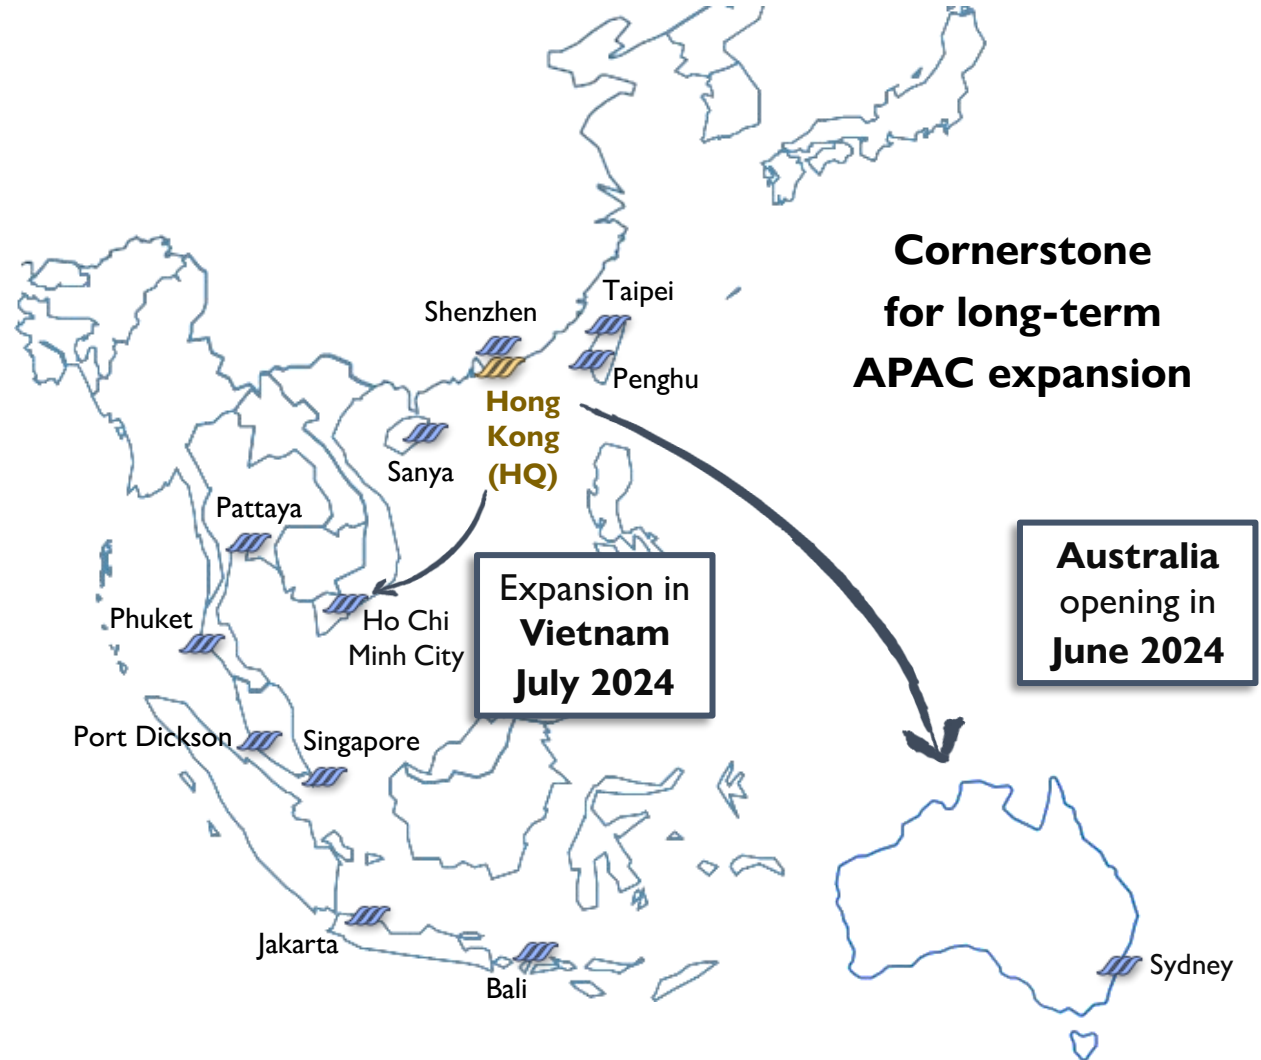 Cornerstone
for long-term
APAC expansion
Taipei
Shenzhen
Penghu
Hong
Kong
(HQ)
Sanya
Pattaya
Expansion in
Vietnam
July 2024
Australia
opening in
June 2024
Phuket
Ho Chi
Minh City
Port Dickson
Singapore
Jakarta
Bali
Sydney